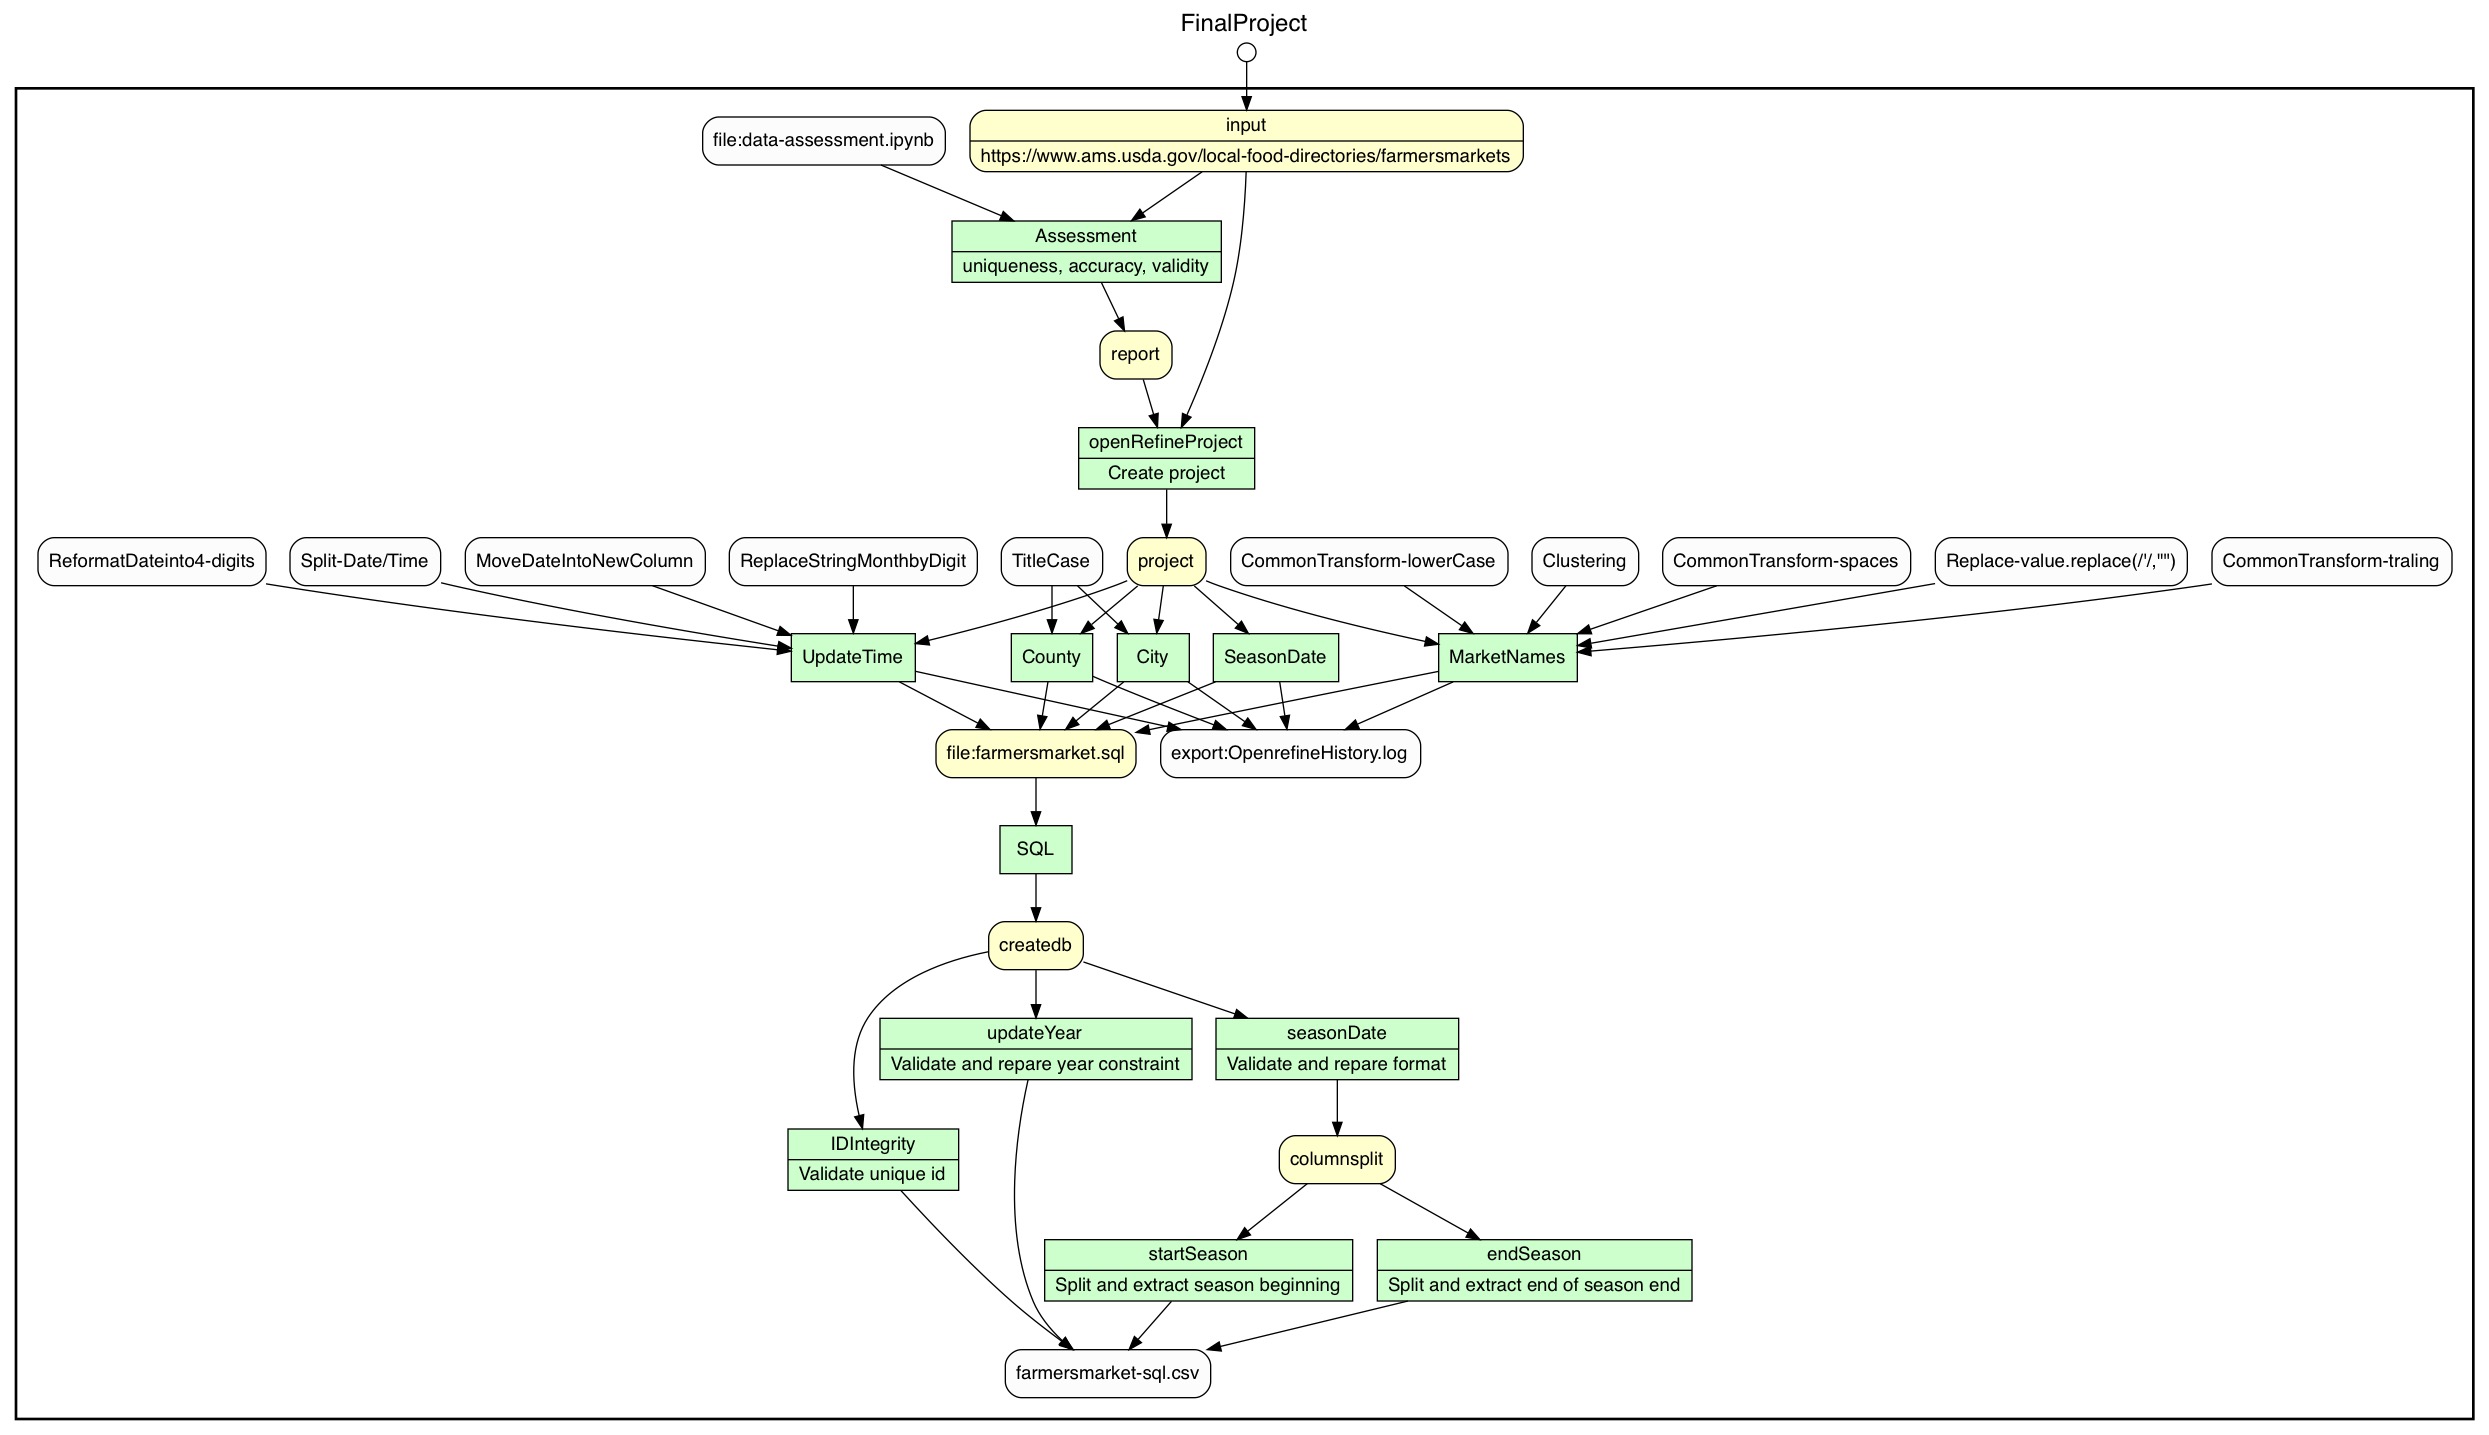 FinalProject
file:data-assessment.ipynb
input
https://www.ams.usda.gov/local-food-directories/farmersmarkets
Assessment
uniqueness, accuracy, validity
report
openRefineProject
Create project
ReformatDateinto4-digits
Split-Date/Time
MoveDateIntoNewColumn
ReplaceStringMonthbyDigit
TitleCase
project
CommonTransform-lowerCase
Clustering
CommonTransform-spaces
Replace-value.replace(/'/,"")
CommonTransform-traling
UpdateTime
County
City
SeasonDate
MarketNames
file:farmersmarket.sql
export:OpenrefineHistory.log
SQL
createdb
updateYear
Validate and repare year constraint
seasonDate
Validate and repare format
IDIntegrity
Validate unique id
columnsplit
startSeason
Split and extract season beginning
endSeason
Split and extract end of season end
farmersmarket-sql.csv